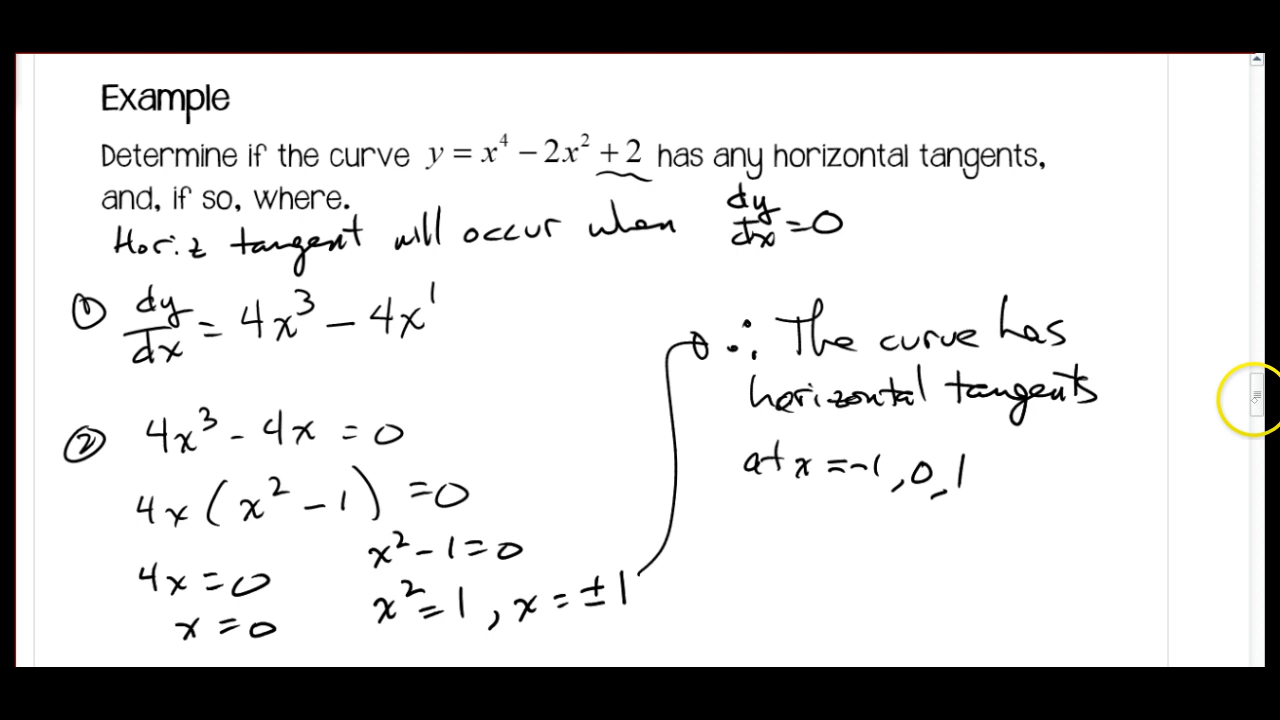 Example
Determine if the curve y = x⁴ − 2x² + 2 has any horizontal tangents,
and, if so, where.
Horiz tangent will occur when dy/dx = 0
① dy/dx = 4x³ − 4x¹
② 4x³ - 4x = 0
4x(x² − 1) = 0
4x = 0
x = 0
x² − 1 = 0
x² = 1, x = ±1
∴ The curve has
horizontal tangents
at x = -1, 0, 1